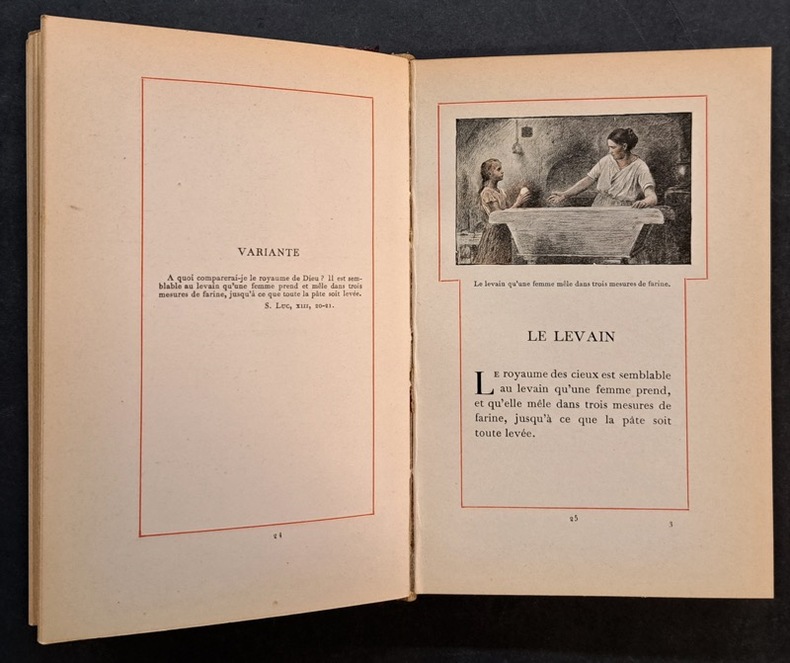 VARIANTE
A quoi comparerai-je le royaume de Dieu ? Il est sem-
blable au levain qu'une femme prend et mêle dans trois
mesures de farine, jusqu'à ce que toute la pâte soit levée.
S. Luc, XIII, 20-21.
24
Le levain qu'une femme mêle dans trois mesures de farine.
LE LEVAIN
LE royaume des cieux est semblable
au levain qu'une femme prend,
et qu'elle mêle dans trois mesures de
farine, jusqu'à ce que la pâte soit
toute levée.
25
3